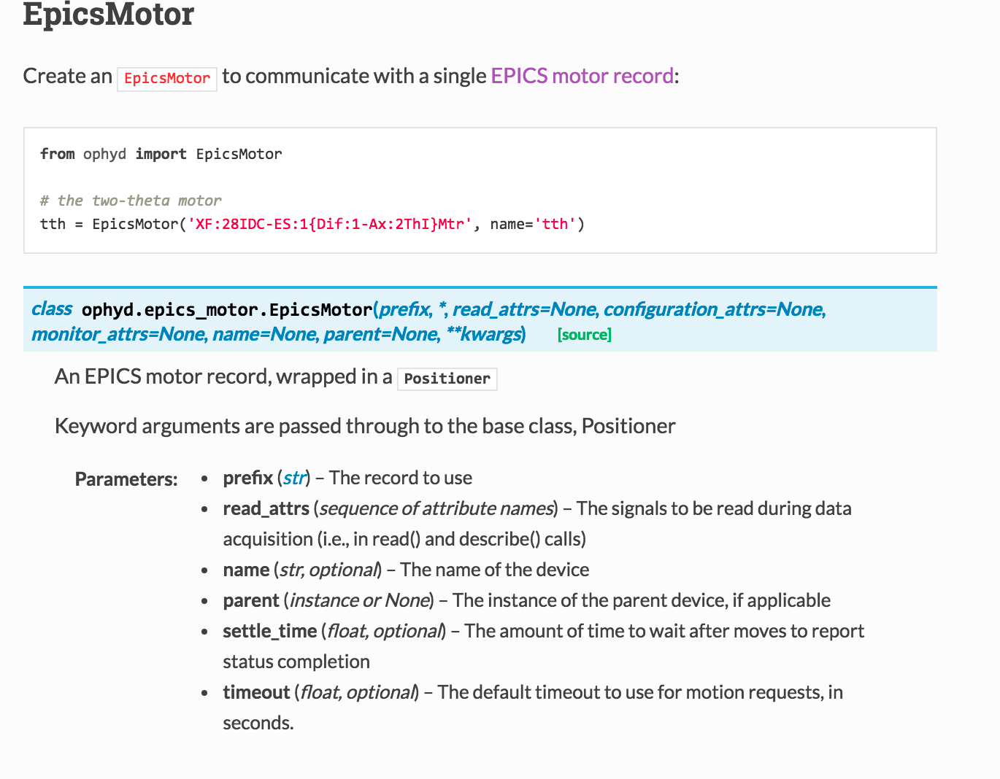 EpicsMotor
Create an EpicsMotor to communicate with a single EPICS motor record:
from ophyd import EpicsMotor
# the two-theta motor
tth = EpicsMotor('XF:28IDC-ES:1{Dif:1-Ax:2ThI}Mtr', name='tth')
class ophyd.epics_motor.EpicsMotor(prefix, *, read_attrs=None, configuration_attrs=None,
monitor_attrs=None, name=None, parent=None, **kwargs) [source]
An EPICS motor record, wrapped in a Positioner
Keyword arguments are passed through to the base class, Positioner
Parameters: • prefix (str) – The record to use
• read_attrs (sequence of attribute names) – The signals to be read during data
acquisition (i.e., in read() and describe() calls)
• name (str, optional) – The name of the device
• parent (instance or None) – The instance of the parent device, if applicable
• settle_time (float, optional) – The amount of time to wait after moves to report
status completion
• timeout (float, optional) – The default timeout to use for motion requests, in
seconds.